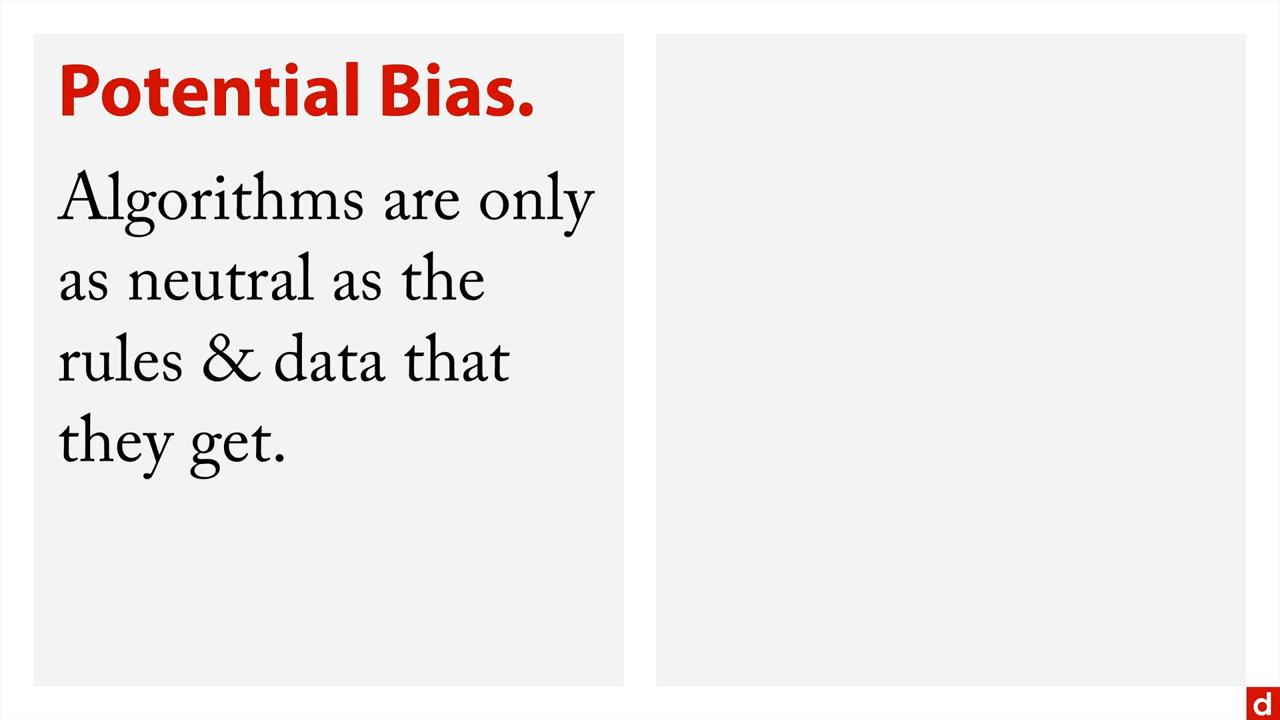 Potential Bias.
Algorithms are only
as neutral as the
rules & data that
they get.
d